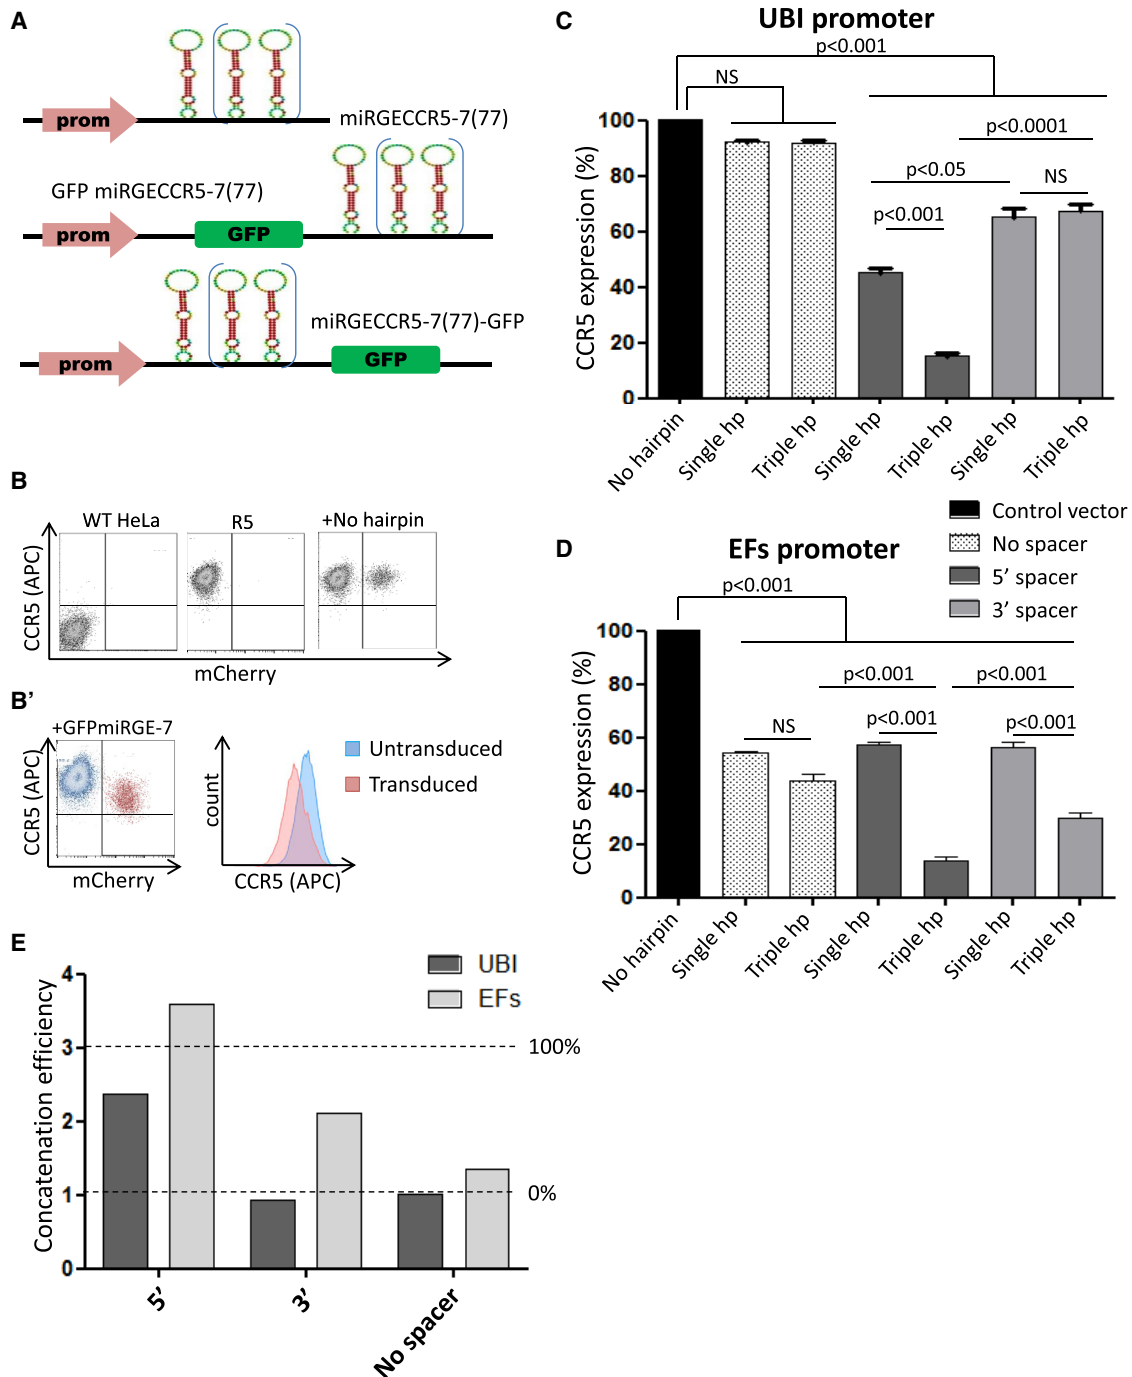 A
prom
miRGECCR5-7(77)
GFP miRGECCR5-7(77)
prom
GFP
miRGECCR5-7(77)-GFP
prom
GFP
B
WT HeLa
R5
+No hairpin
CCR5 (APC)
mCherry
B'
+GFPmiRGE-7
CCR5 (APC)
mCherry
count
CCR5 (APC)
Untransduced
Transduced
C
UBI promoter
p<0.001
NS
p<0.0001
p<0.05
NS
p<0.001
CCR5 expression (%)
100
80
60
40
20
0
No hairpin
Single hp
Triple hp
Single hp
Triple hp
Single hp
Triple hp
Control vector
No spacer
5’ spacer
3’ spacer
D
EFs promoter
p<0.001
p<0.001
p<0.001
NS
p<0.001
p<0.001
CCR5 expression (%)
100
80
60
40
20
0
No hairpin
Single hp
Triple hp
Single hp
Triple hp
Single hp
Triple hp
E
UBI
EFs
Concatenation efficiency
4
3
2
1
0
100%
0%
5’
3’
No spacer